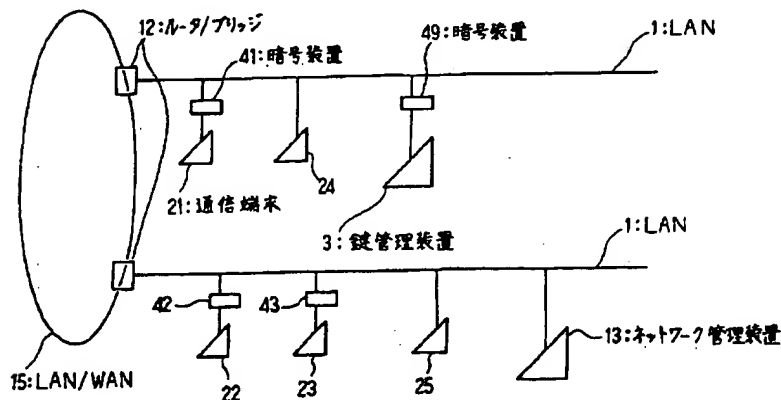 12:ルータ/ブリッジ
41:暗号装置
49:暗号装置
1:LAN
21:通信端末
24
3:鍵管理装置
1:LAN
42
43
13:ネットワーク管理装置
15:LAN/WAN
22
23
25